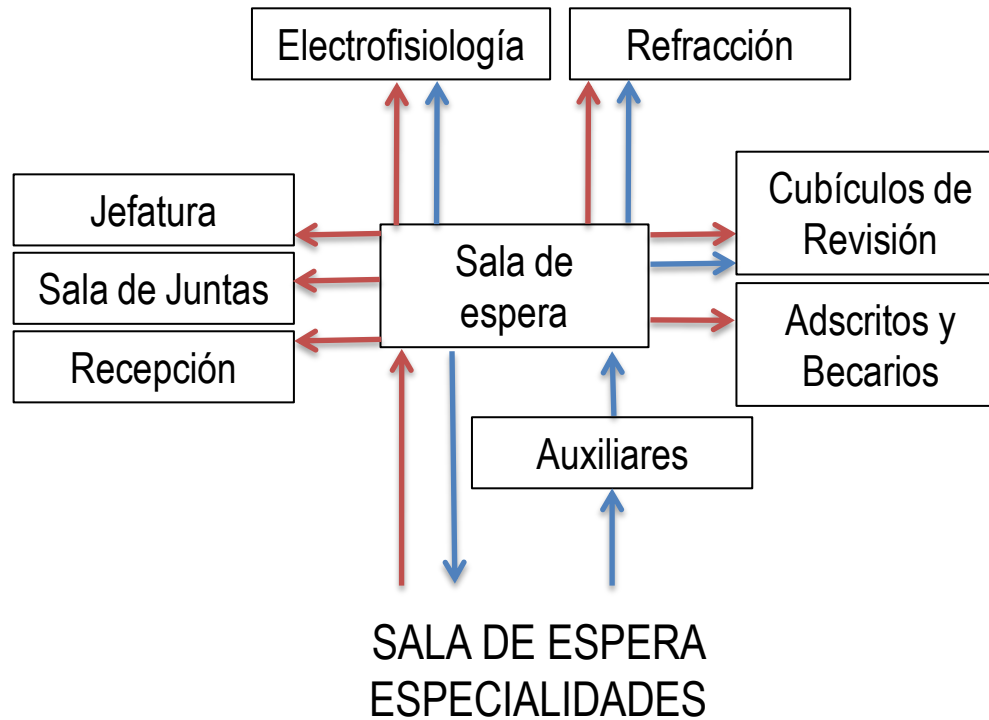 Electrofisiología
Refracción
Jefatura
Sala de Juntas
Recepción
Sala de
espera
Cubículos de
Revisión
Adscritos y
Becarios
Auxiliares
SALA DE ESPERA
ESPECIALIDADES